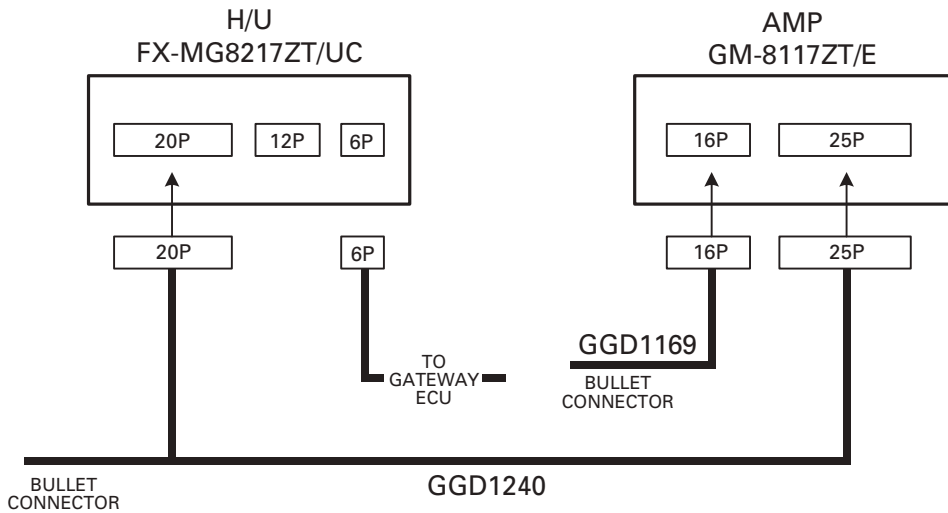 H/U
FX-MG8217ZT/UC
AMP
GM-8117ZT/E
20P
12P
6P
16P
25P
20P
6P
16P
25P
TO
GATEWAY
ECU
GGD1169
BULLET
CONNECTOR
BULLET
CONNECTOR
GGD1240